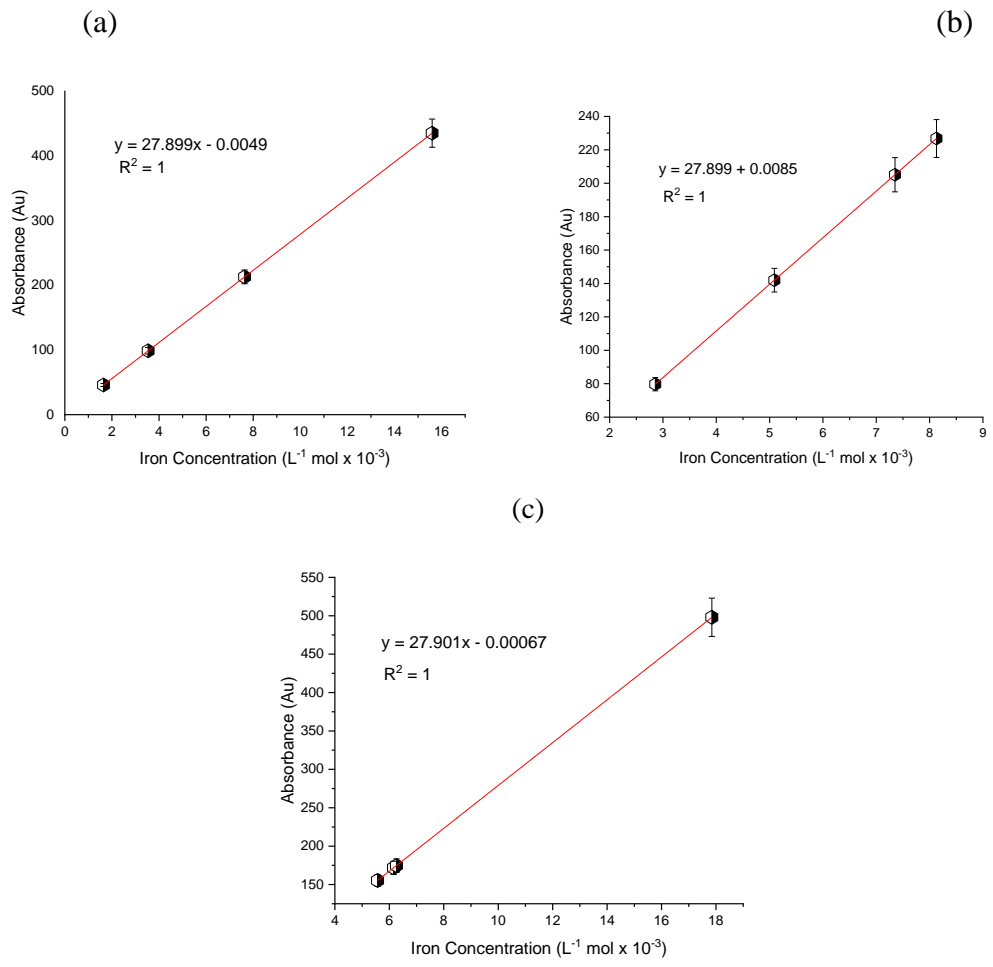 (a)
500
400
300
200
100
0
0 2 4 6 8 10 12 14 16
y = 27.899x - 0.0049
R² = 1
Absorbance (Au)
Iron Concentration (L⁻¹ mol x 10⁻³)
(b)
240
220
200
180
160
140
120
100
80
60
2 3 4 5 6 7 8 9
y = 27.899 + 0.0085
R² = 1
Absorbance (Au)
Iron Concentration (L⁻¹ mol x 10⁻³)
(c)
550
500
450
400
350
300
250
200
150
4 6 8 10 12 14 16 18
y = 27.901x - 0.00067
R² = 1
Absorbance (Au)
Iron Concentration (L⁻¹ mol x 10⁻³)